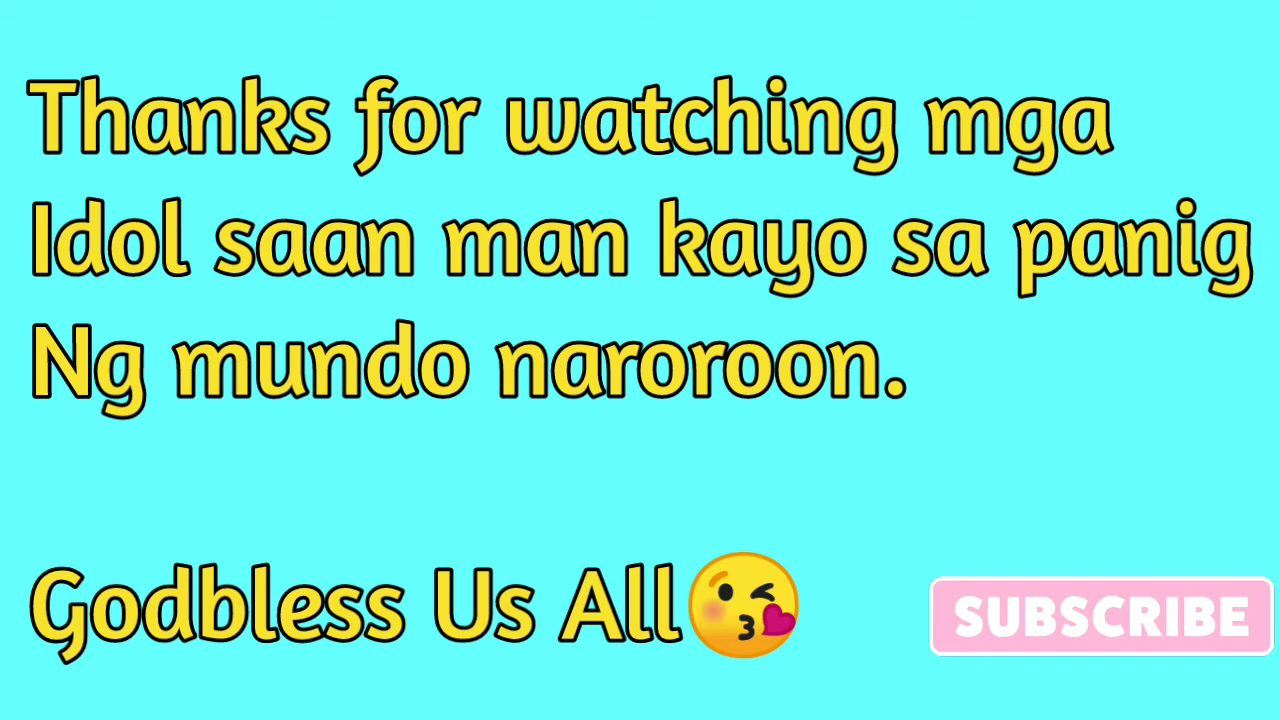 Thanks for watching mga
Idol saan man kayo sa panig
Ng mundo naroroon.
Godbless Us All😘
SUBSCRIBE